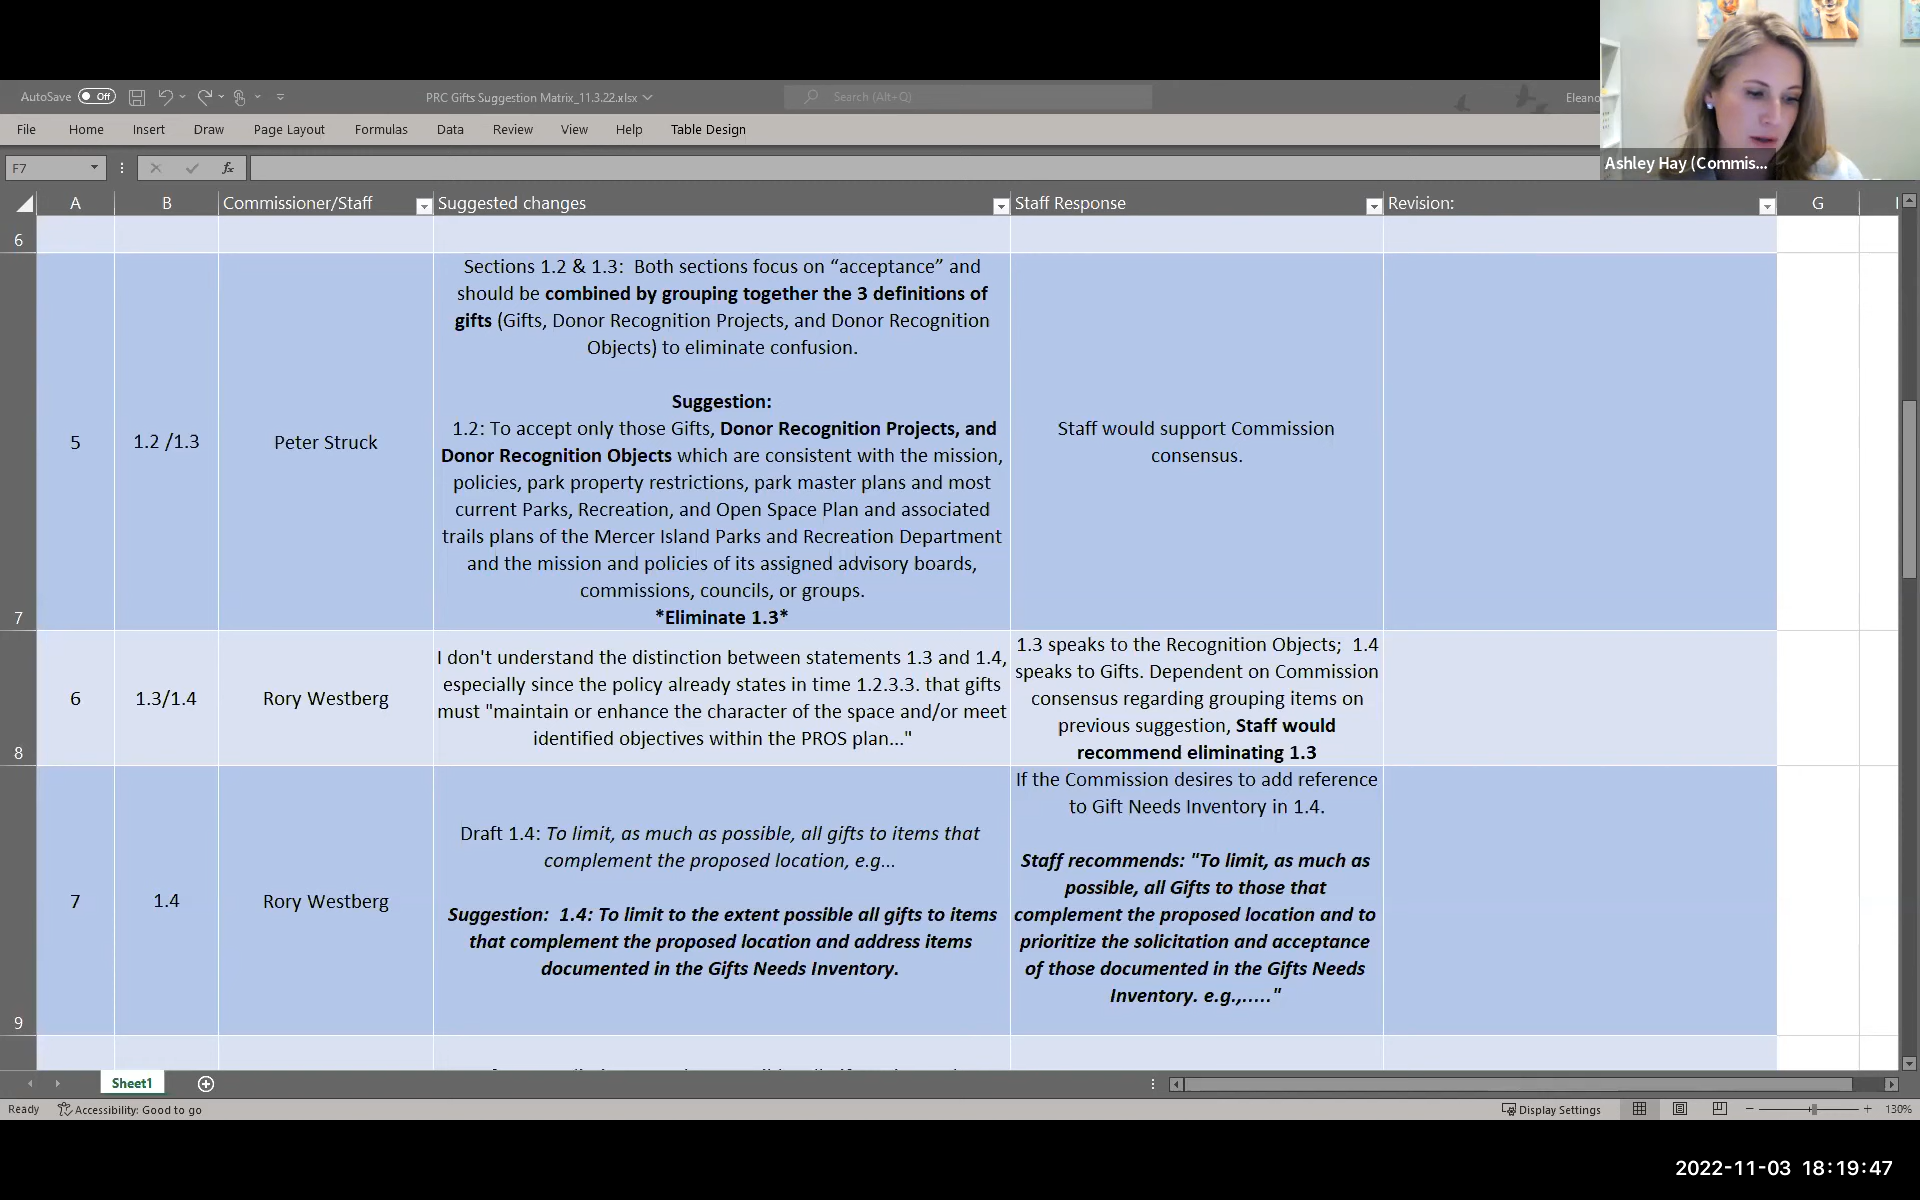 AutoSave Off
PRC Gifts Suggestion Matrix_11.3.22.xlsx
Search (Alt+Q)
Eleano
File Home Insert Draw Page Layout Formulas Data Review View Help Table Design
Ashley Hay (Commis...
F7
fx
A B Commissioner/Staff Suggested changes Staff Response Revision: G
6
Sections 1.2 & 1.3: Both sections focus on “acceptance” and
should be combined by grouping together the 3 definitions of
gifts (Gifts, Donor Recognition Projects, and Donor Recognition
Objects) to eliminate confusion.
Suggestion:
1.2: To accept only those Gifts, Donor Recognition Projects, and
Donor Recognition Objects which are consistent with the mission,
policies, park property restrictions, park master plans and most
current Parks, Recreation, and Open Space Plan and associated
trails plans of the Mercer Island Parks and Recreation Department
and the mission and policies of its assigned advisory boards,
commissions, councils, or groups.
*Eliminate 1.3*
5
1.2 /1.3
Peter Struck
Staff would support Commission
consensus.
7
6
1.3/1.4
Rory Westberg
I don't understand the distinction between statements 1.3 and 1.4,
especially since the policy already states in time 1.2.3.3. that gifts
must "maintain or enhance the character of the space and/or meet
identified objectives within the PROS plan..."
1.3 speaks to the Recognition Objects; 1.4
speaks to Gifts. Dependent on Commission
consensus regarding grouping items on
previous suggestion, Staff would
recommend eliminating 1.3
8
7
1.4
Rory Westberg
Draft 1.4: To limit, as much as possible, all gifts to items that
complement the proposed location, e.g...
Suggestion: 1.4: To limit to the extent possible all gifts to items
that complement the proposed location and address items
documented in the Gifts Needs Inventory.
If the Commission desires to add reference
to Gift Needs Inventory in 1.4.
Staff recommends: "To limit, as much as
possible, all Gifts to those that
complement the proposed location and to
prioritize the solicitation and acceptance
of those documented in the Gifts Needs
Inventory. e.g.,....."
9
Sheet1
Ready
Accessibility: Good to go
Display Settings
130%
2022-11-03 18:19:47